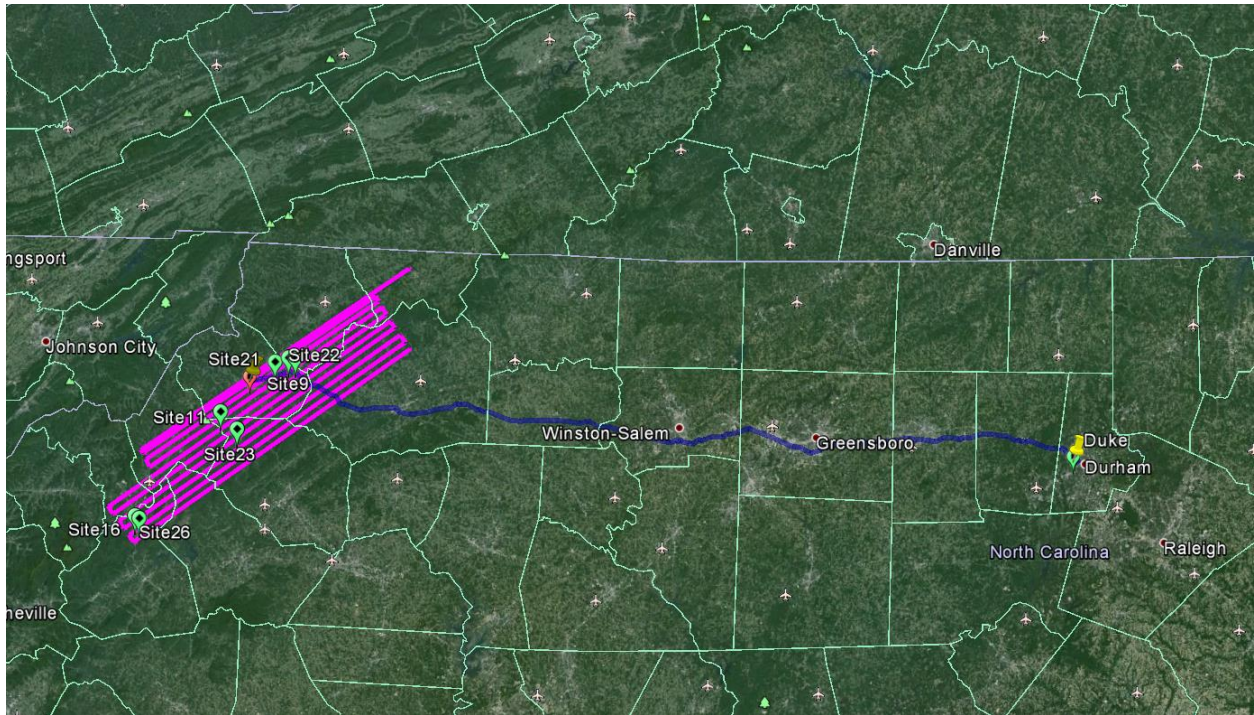 Danville
ngsport
Johnson City
Site21
Site22
Site9
Site11
Site23
Winston-Salem
Greensboro
Duke
Durham
Site16
Site26
North Carolina
Raleigh
heville